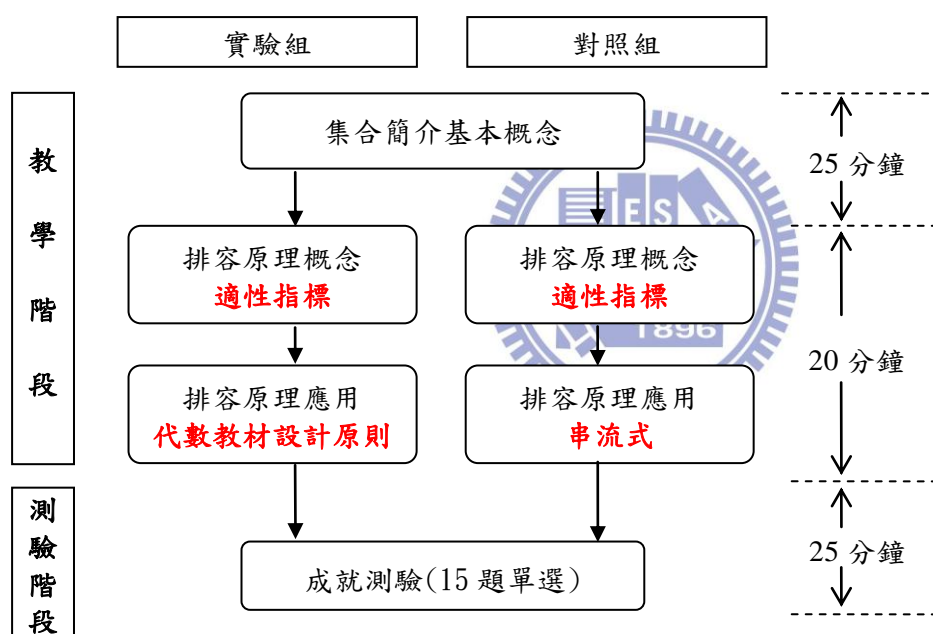 實驗組
對照組
教學階段
集合簡介基本概念
25 分鐘
排容原理概念
適性指標
排容原理概念
適性指標
20 分鐘
排容原理應用
代數教材設計原則
排容原理應用
串流式
測驗階段
成就測驗(15 題單選)
25 分鐘
ES
1896